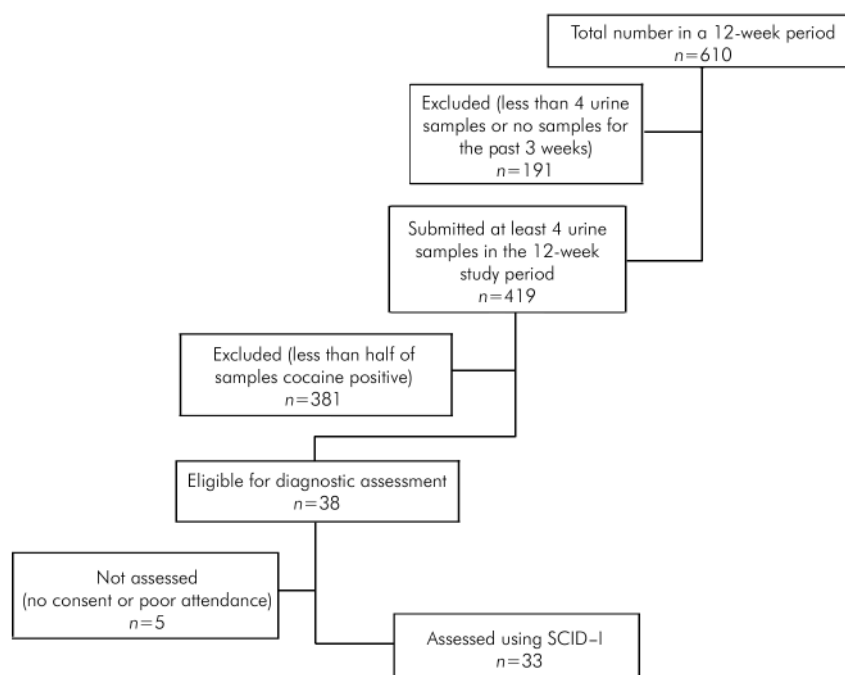 Total number in a 12-week period
n=610
Excluded (less than 4 urine
samples or no samples for
the past 3 weeks)
n=191
Submitted at least 4 urine
samples in the 12-week
study period
n=419
Excluded (less than half of
samples cocaine positive)
n=381
Eligible for diagnostic assessment
n=38
Not assessed
(no consent or poor attendance)
n=5
Assessed using SCID–I
n=33